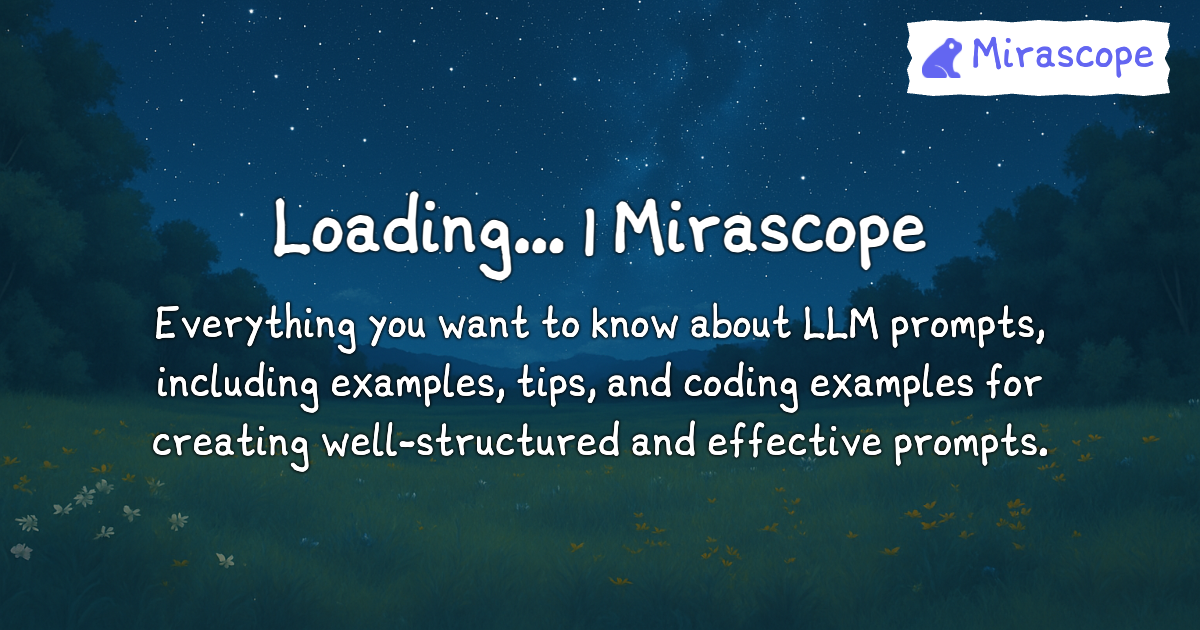 Mirascope
Loading... | Mirascope
Everything you want to know about LLM prompts,
including examples, tips, and coding examples for
creating well-structured and effective prompts.